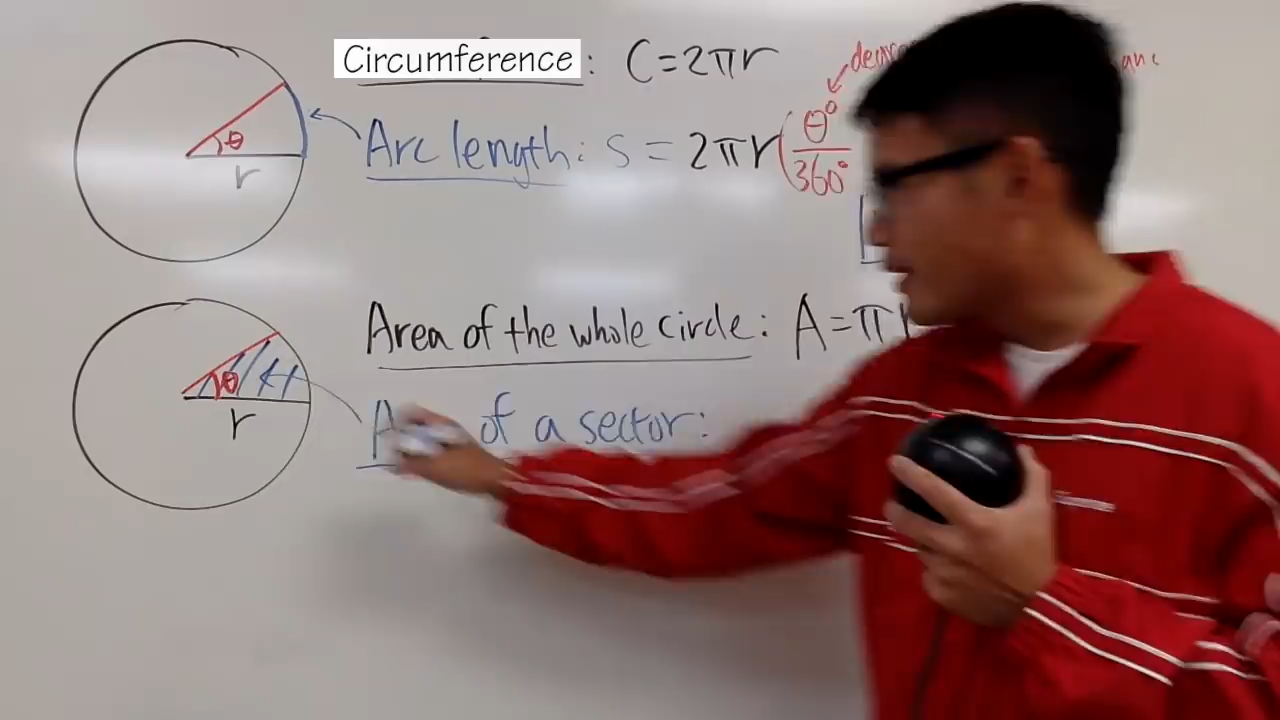 Circumference: C=2πr
Arc length: s = 2πr(θ°/360°
Area of the whole circle: A=π
of a sector:
θ
r
θ
r